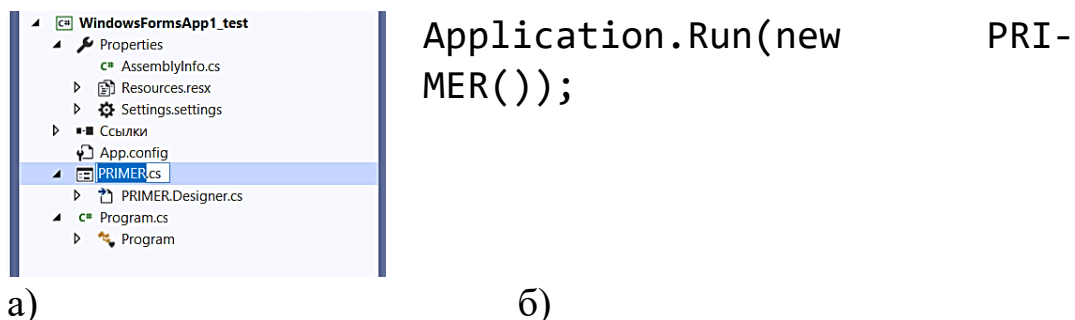 WindowsFormsApp1_test
Properties
C# AssemblyInfo.cs
Resources.resx
Settings.settings
Ссылки
App.config
PRIMER.cs
PRIMER.Designer.cs
C# Program.cs
Program
Application.Run(new PRI-
MER());
а) б)